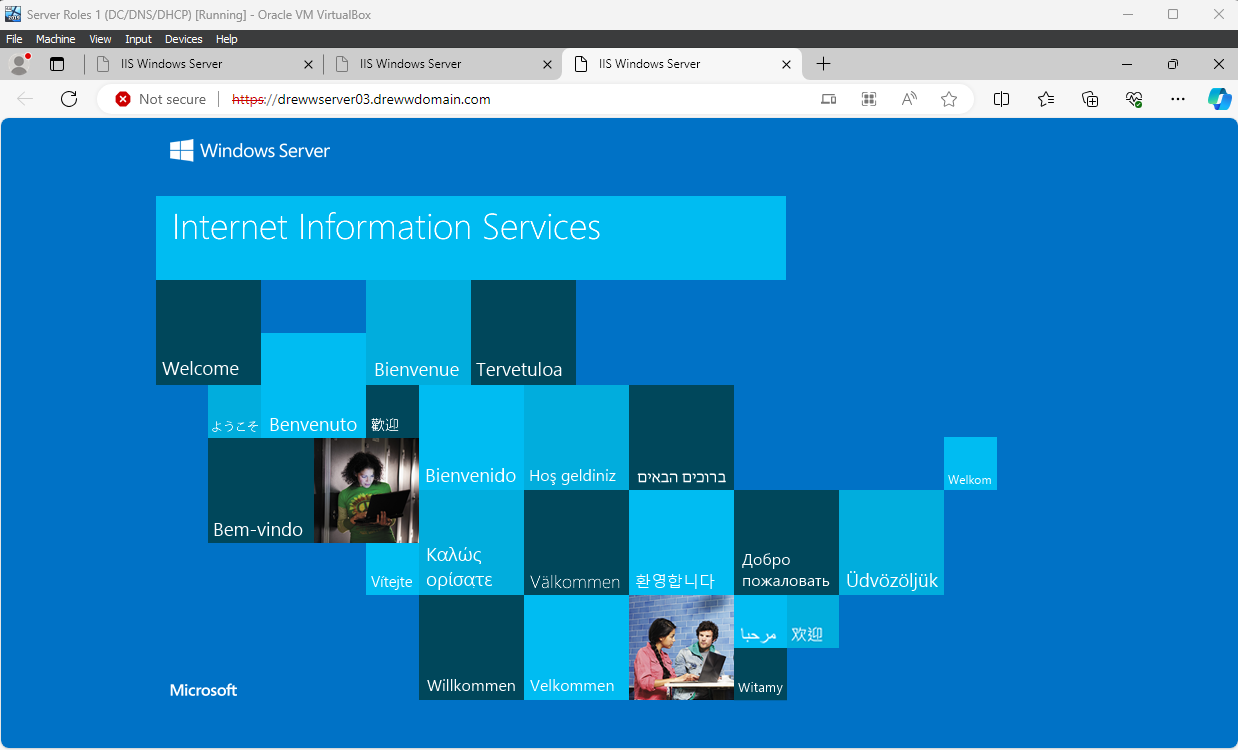 Server Roles 1 (DC/DNS/DHCP) [Running] - Oracle VM VirtualBox
File Machine View Input Devices Help
IIS Windows Server
IIS Windows Server
IIS Windows Server
Not secure
https://drewwserver03.drewwdomain.com
Windows Server
Internet Information Services
Welcome
Bienvenue
Tervetuloa
ようこそ
Benvenuto
歡迎
Bienvenido
Hoş geldiniz
ברוכים הבאים
Welkom
Bem-vindo
Vítejte
Καλώς
ορίσατε
Välkommen
환영합니다
Добро
пожаловать
Üdvözöljük
Willkommen
Velkommen
مرحبا
欢迎
Witamy
Microsoft